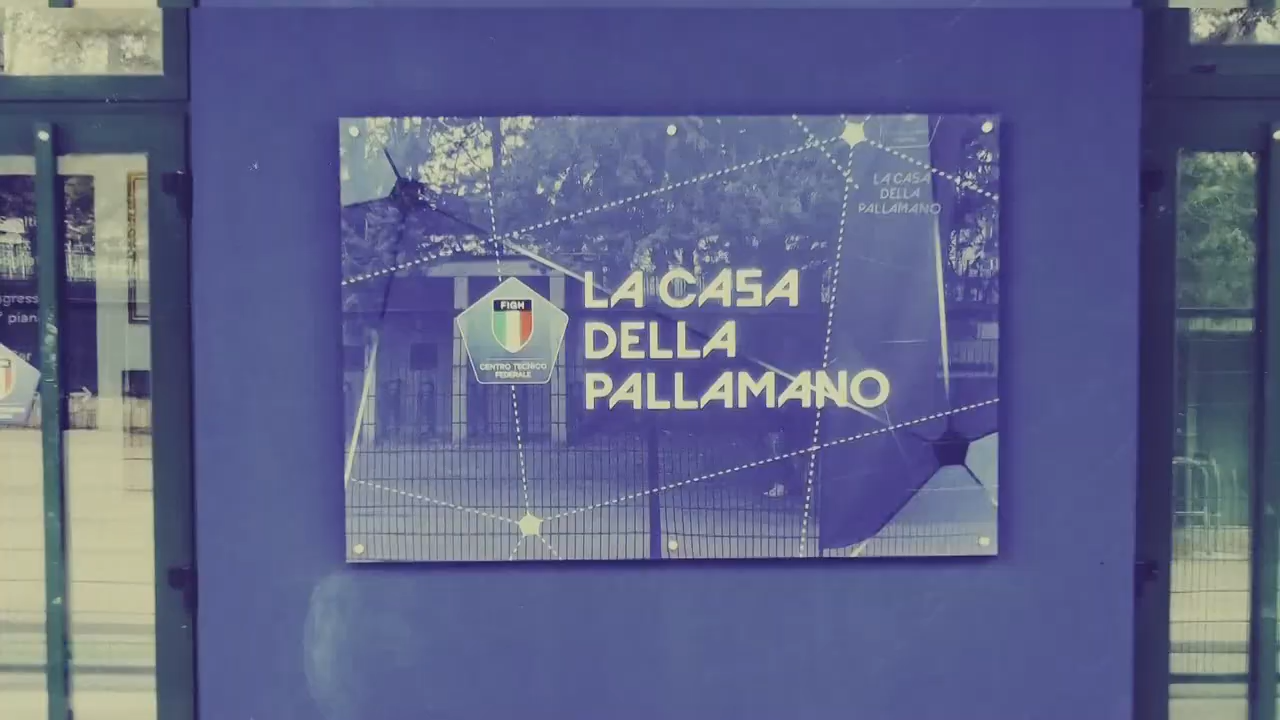 LA CASA
DELLA
PALLAMANO
FIGH
CENTRO TECNICO
FEDERALE
LA CASA
DELLA
PALLAMANO